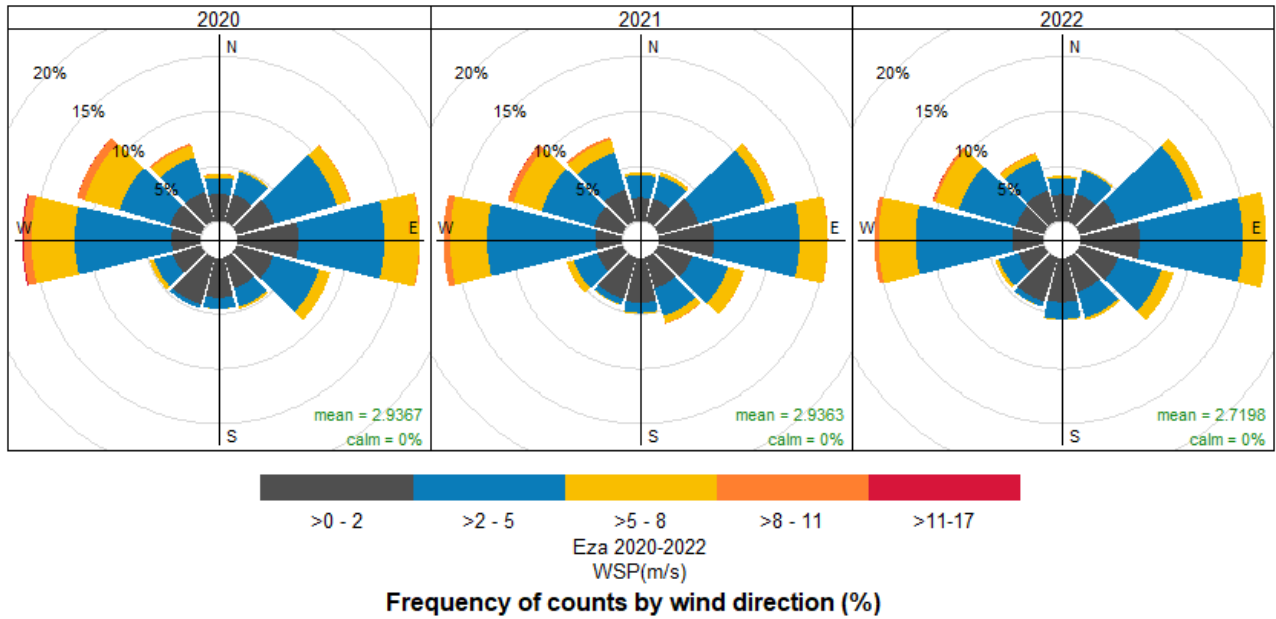 2020
2021
2022
N
20%
15%
10%
5%
W
E
S
mean = 2.9367
calm = 0%
N
20%
15%
10%
5%
W
E
S
mean = 2.9363
calm = 0%
N
20%
15%
10%
5%
W
E
S
mean = 2.7198
calm = 0%
>0 - 2
>2 - 5
>5 - 8
>8 - 11
>11-17
Eza 2020-2022
WSP(m/s)
Frequency of counts by wind direction (%)